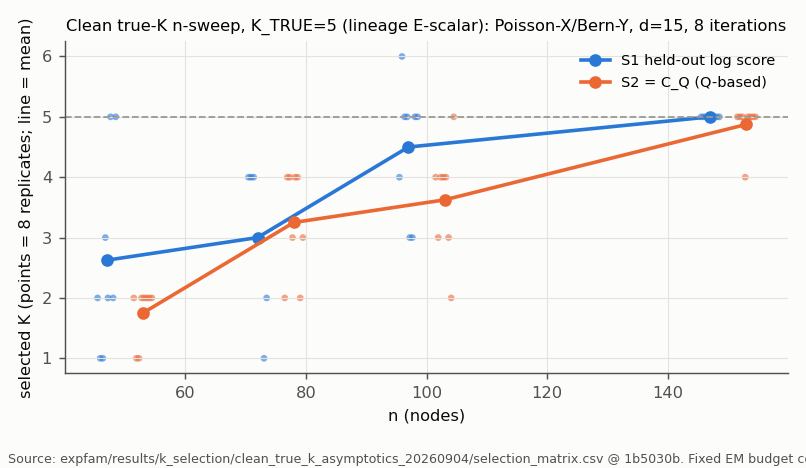 Clean true-K n-sweep, K_TRUE=5 (lineage E-scalar): Poisson-X/Bern-Y, d=15, 8 iterations
S1 held-out log score
S2 = C_Q (Q-based)
selected K (points = 8 replicates; line = mean)
6
5
4
3
2
1
60
80
100
120
140
n (nodes)
Source: expfam/results/k_selection/clean_true_k_asymptotics_20260904/selection_matrix.csv @ 1b5030b. Fixed EM budget